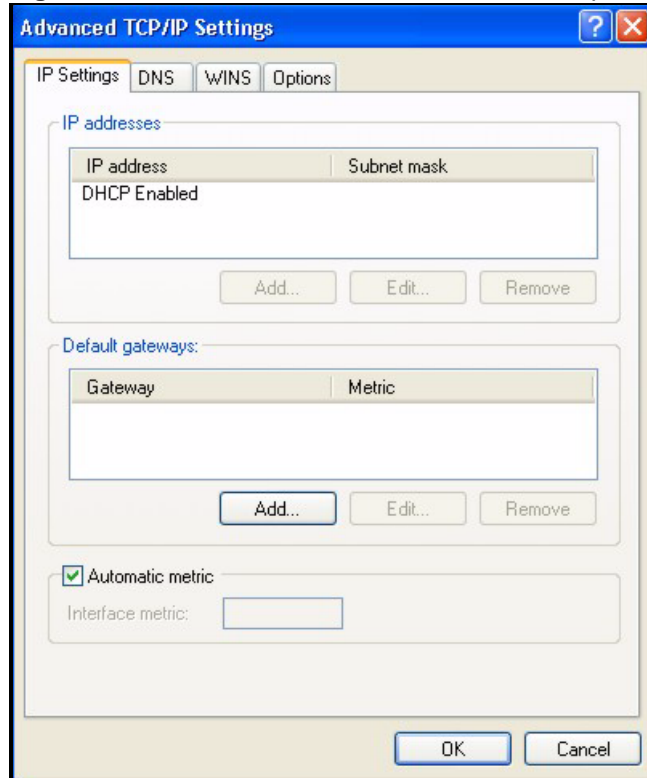 Advanced TCP/IP Settings
IP Settings DNS WINS Options
IP addresses
IP address Subnet mask
DHCP Enabled
Add... Edit... Remove
Default gateways:
Gateway Metric
Add... Edit... Remove
Automatic metric
Interface metric:
OK Cancel